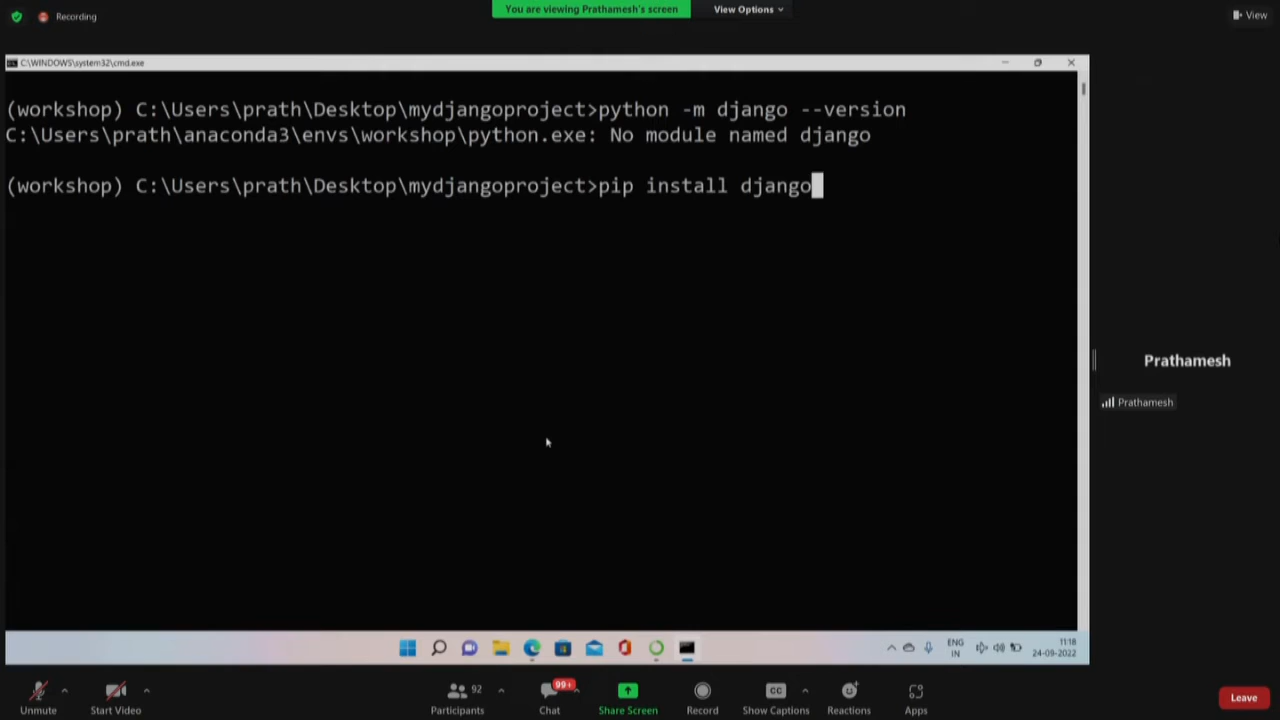 Recording
You are viewing Prathamesh's screen
View Options
View
C:\WINDOWS\system32\cmd.exe
(workshop) C:\Users\prath\Desktop\mydjangoproject>python -m django --version
C:\Users\prath\anaconda3\envs\workshop\python.exe: No module named django
(workshop) C:\Users\prath\Desktop\mydjangoproject>pip install django
Prathamesh
Prathamesh
ENG
IN
11:18
24-09-2022
Unmute
Start Video
Participants
92
Chat
99+
Share Screen
Record
CC
Show Captions
Reactions
Apps
Leave